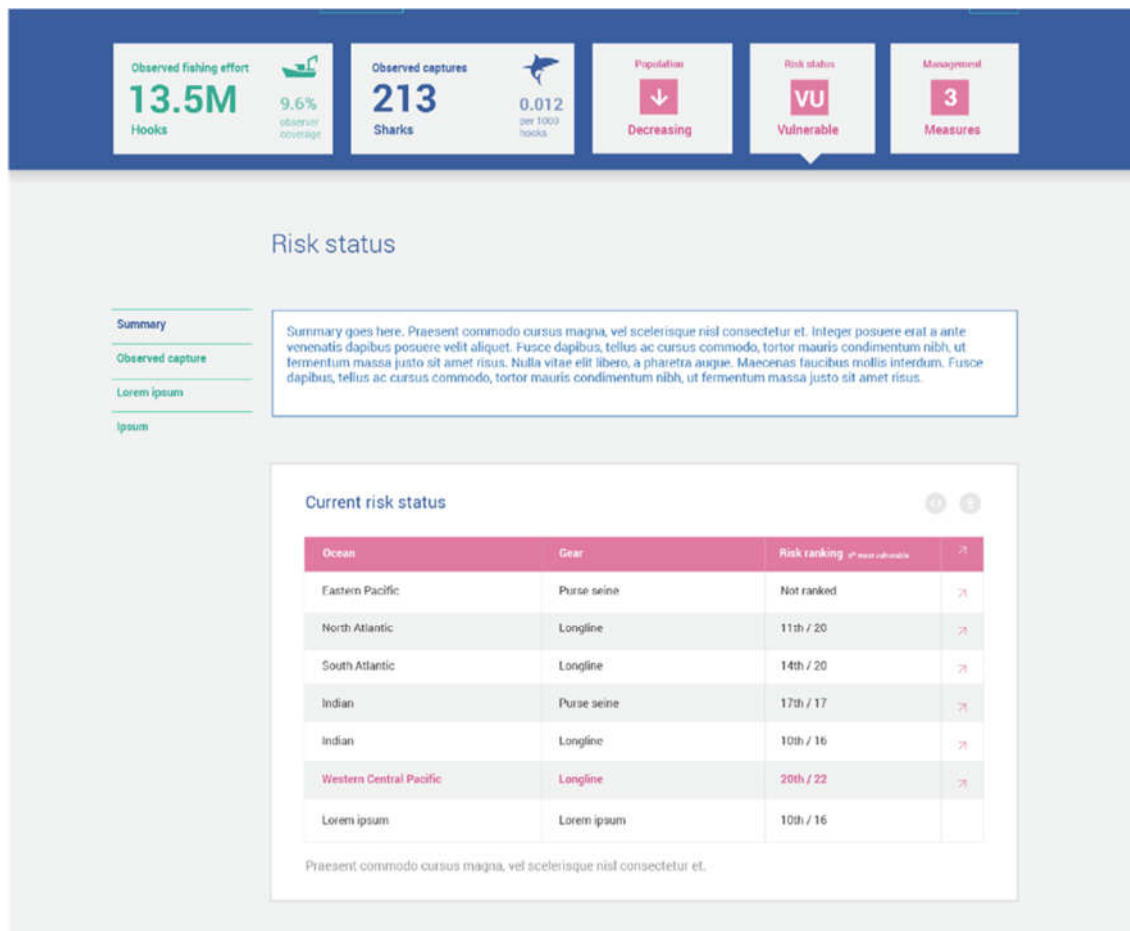 Observed fishing effort
13.5M
Hooks
9.6%
observer
coverage
Observed captures
213
Sharks
0.012
per 1000
hooks
Population
Decreasing
Risk status
VU
Vulnerable
Management
3
Measures
Risk status
Summary
Observed capture
Lorem ipsum
Ipsum
Summary goes here. Praesent commodo cursus magna, vel scelerisque nisl consectetur et. Integer posuere erat a ante
venenatis dapibus posuere velit aliquet. Fusce dapibus, tellus ac cursus commodo, tortor mauris condimentum nibh, ut
fermentum massa justo sit amet risus. Nulla vitae elit libero, a pharetra augue. Maecenas faucibus mollis interdum. Fusce
dapibus, tellus ac cursus commodo, tortor mauris condimentum nibh, ut fermentum massa justo sit amet risus.
Current risk status
Ocean Gear Risk ranking most vulnerable
Eastern Pacific Purse seine Not ranked
North Atlantic Longline 11th / 20
South Atlantic Longline 14th / 20
Indian Purse seine 17th / 17
Indian Longline 10th / 16
Western Central Pacific Longline 20th / 22
Lorem ipsum Lorem ipsum 10th / 16
Praesent commodo cursus magna, vel scelerisque nisl consectetur et.